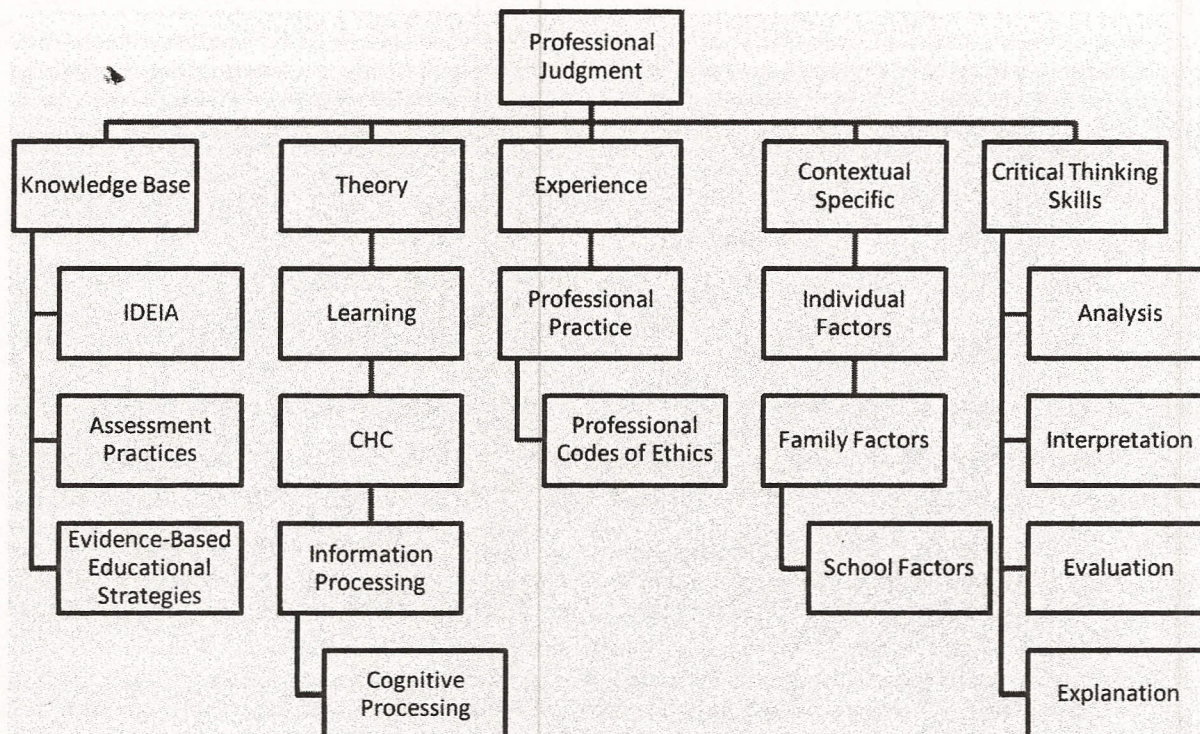 Professional
Judgment
Knowledge Base
Theory
Experience
Contextual
Specific
Critical Thinking
Skills
IDEIA
Learning
Professional
Practice
Individual
Factors
Analysis
Assessment
Practices
CHC
Professional
Codes of Ethics
Family Factors
Interpretation
Evidence-Based
Educational
Strategies
Information
Processing
School Factors
Evaluation
Cognitive
Processing
Explanation